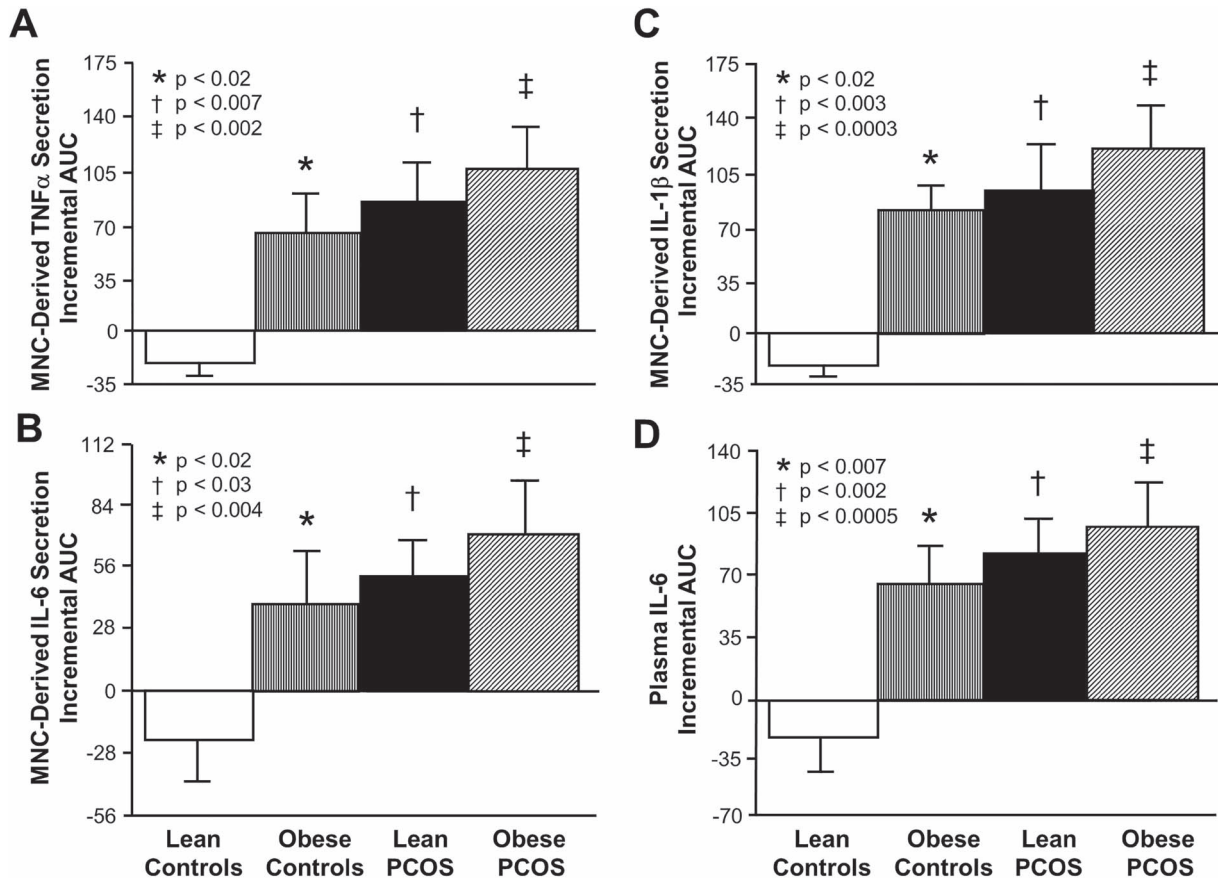 A
MNC-Derived TNFα Secretion
Incremental AUC
175
140
105
70
35
0
-35
* p < 0.02
† p < 0.007
‡ p < 0.002
*
†
‡
B
MNC-Derived IL-6 Secretion
Incremental AUC
112
84
56
28
0
-28
-56
* p < 0.02
† p < 0.03
‡ p < 0.004
*
†
‡
Lean
Controls
Obese
Controls
Lean
PCOS
Obese
PCOS
C
MNC-Derived IL-1β Secretion
Incremental AUC
175
140
105
70
35
0
-35
* p < 0.02
† p < 0.003
‡ p < 0.0003
*
†
‡
D
Plasma IL-6
Incremental AUC
140
105
70
35
0
-35
-70
* p < 0.007
† p < 0.002
‡ p < 0.0005
*
†
‡
Lean
Controls
Obese
Controls
Lean
PCOS
Obese
PCOS